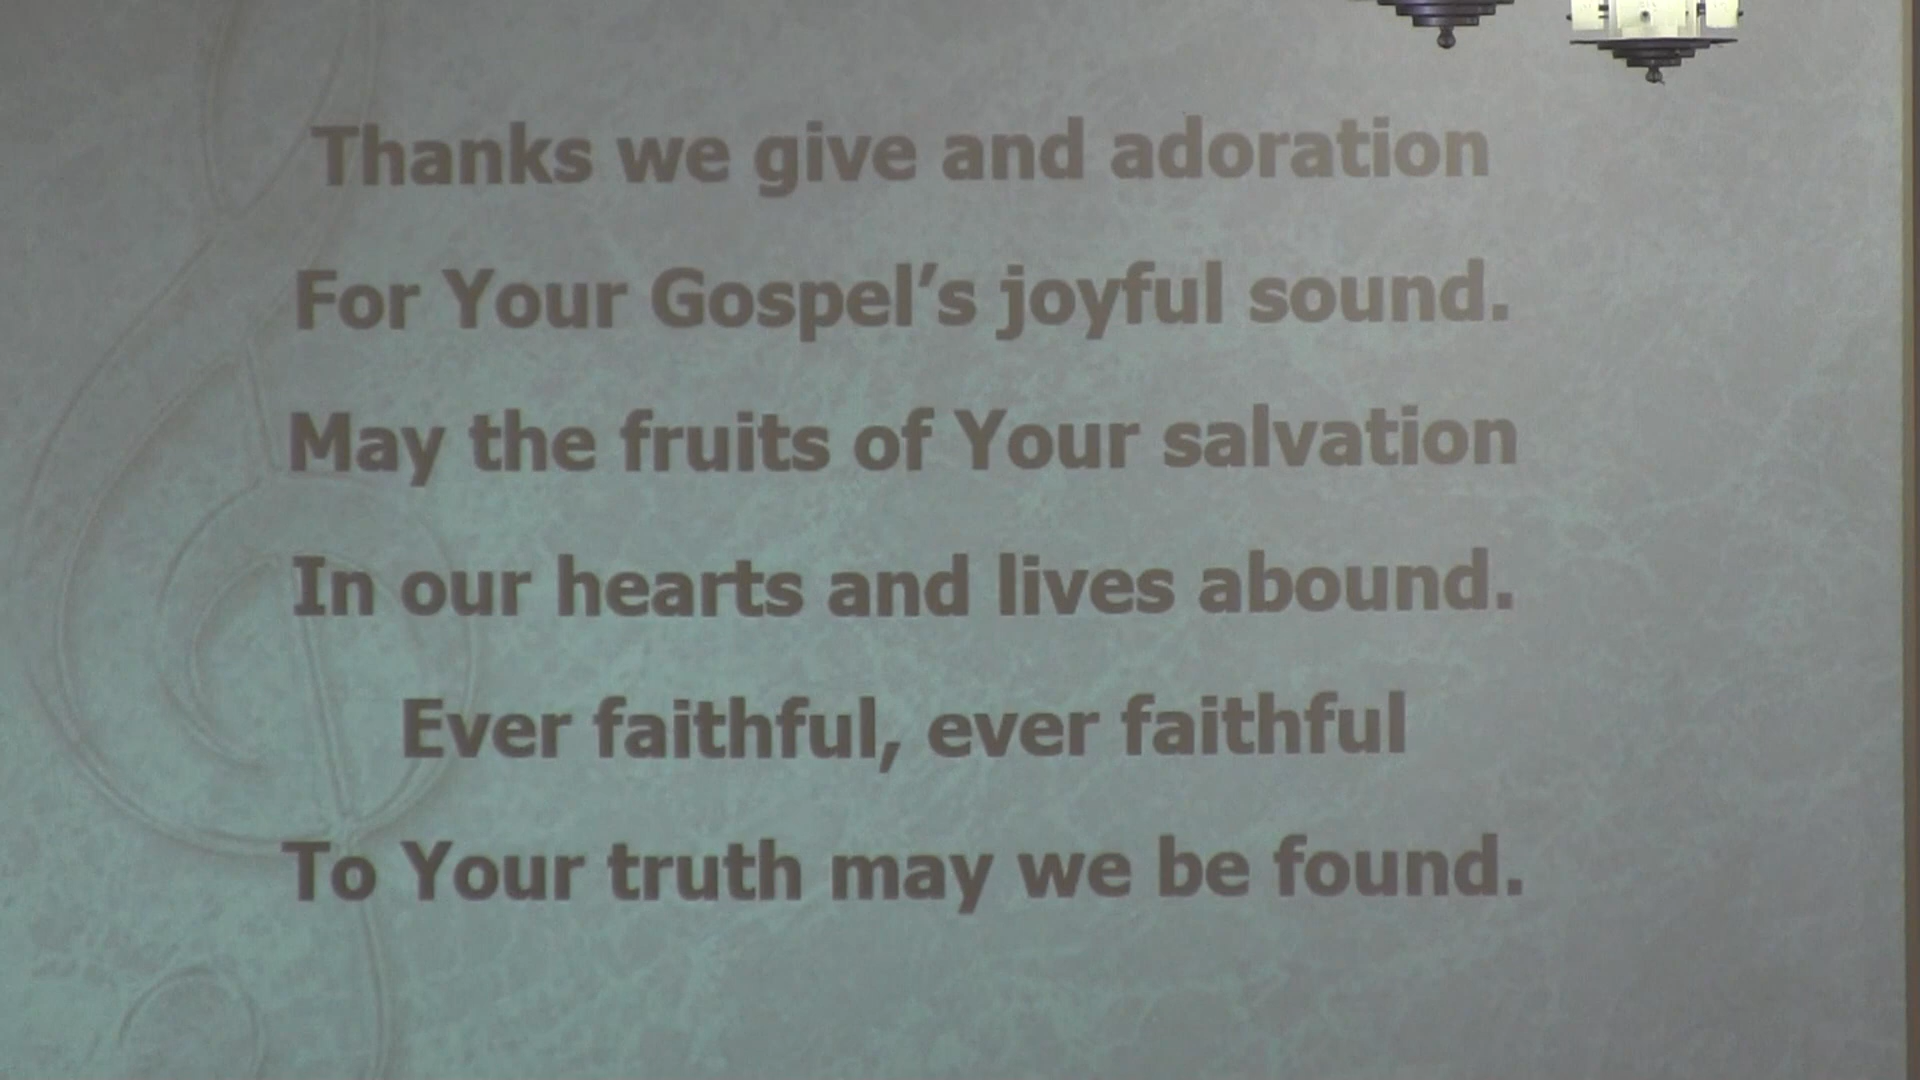 Thanks we give and adoration
For Your Gospel’s joyful sound.
May the fruits of Your salvation
In our hearts and lives abound.
Ever faithful, ever faithful
To Your truth may we be found.